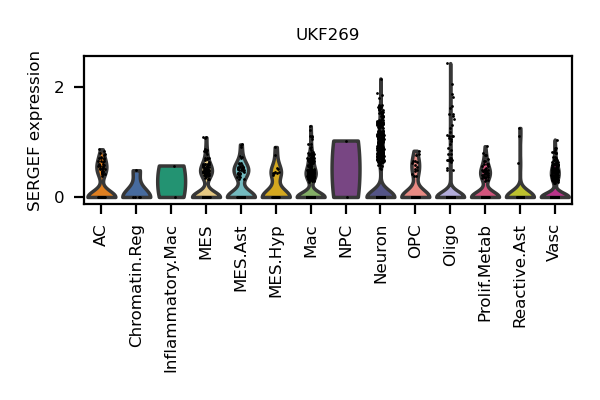 UKF269
SERGEF expression
2
0
AC
Chromatin.Reg
Inflammatory.Mac
MES
MES.Ast
MES.Hyp
Mac
NPC
Neuron
OPC
Oligo
Prolif.Metab
Reactive.Ast
Vasc